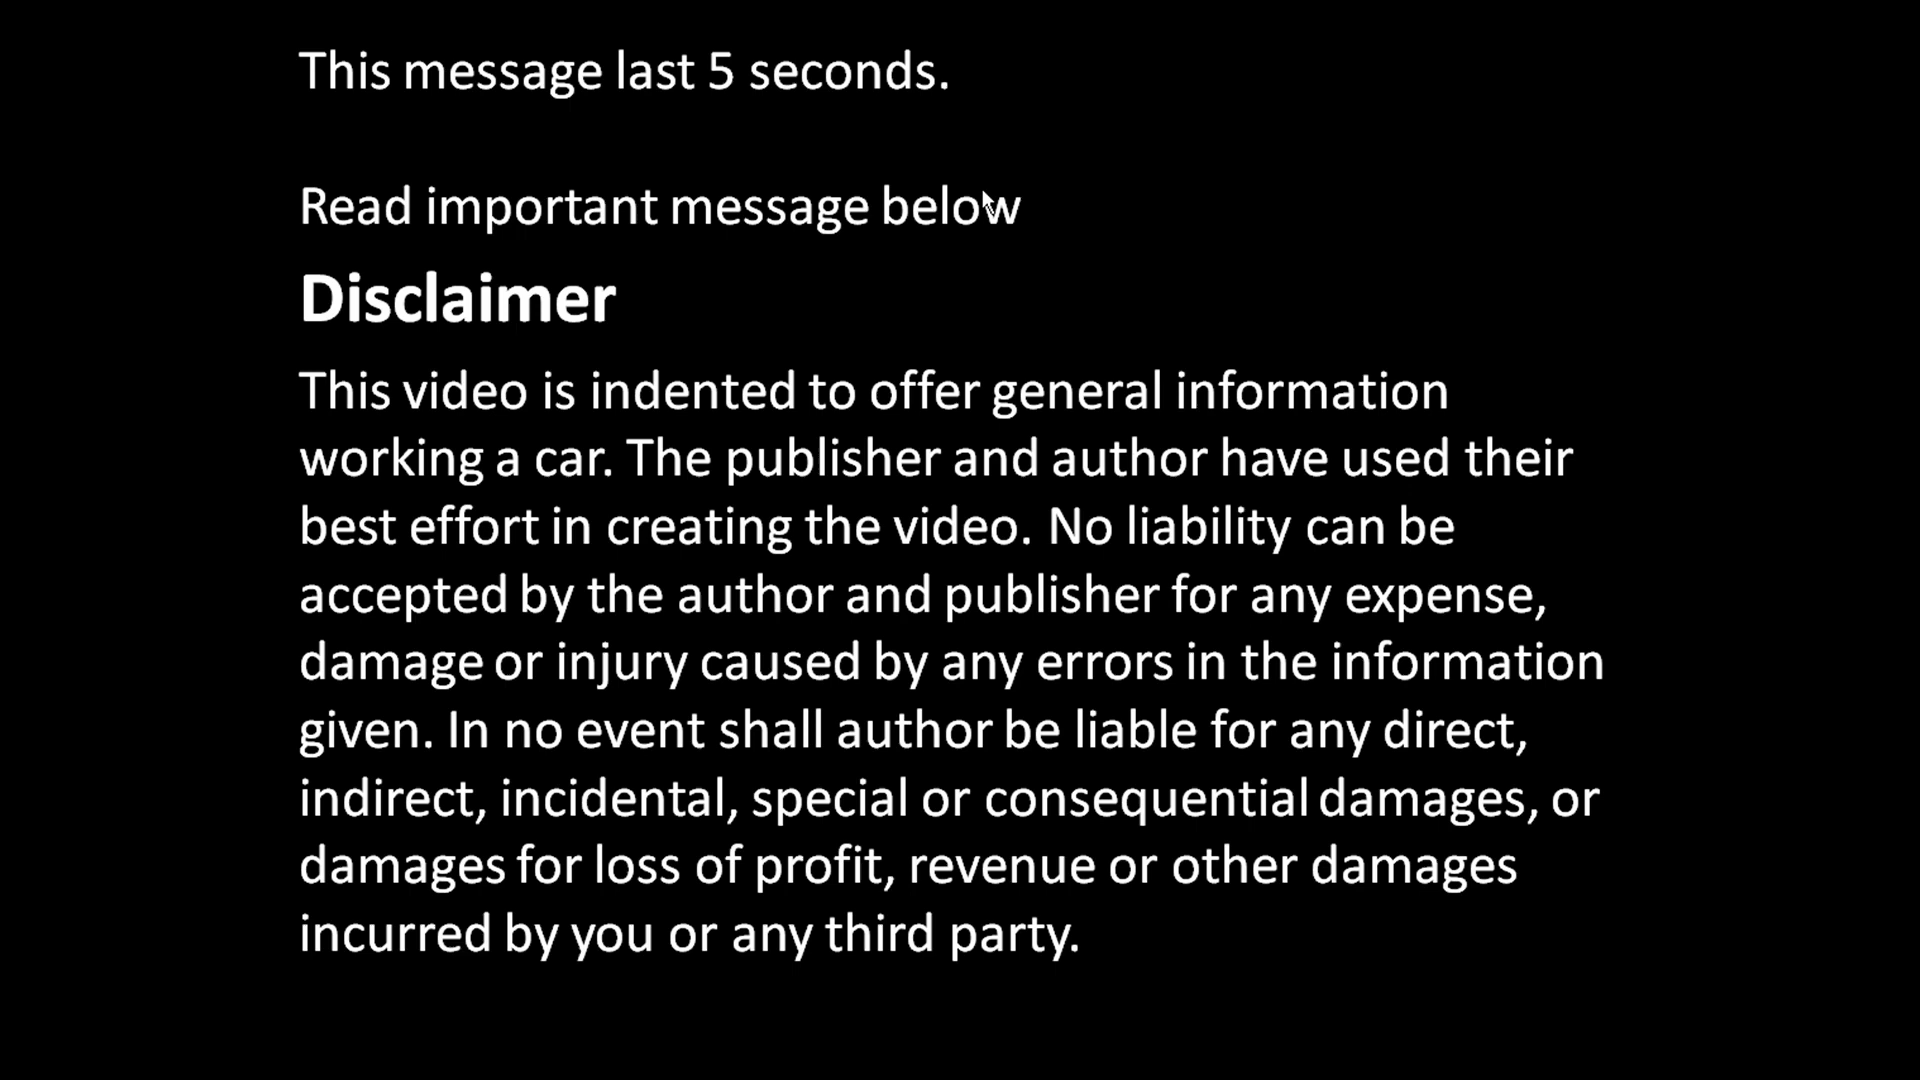 This message last 5 seconds.
Read important message below
Disclaimer
This video is indented to offer general information
working a car. The publisher and author have used their
best effort in creating the video. No liability can be
accepted by the author and publisher for any expense,
damage or injury caused by any errors in the information
given. In no event shall author be liable for any direct,
indirect, incidental, special or consequential damages, or
damages for loss of profit, revenue or other damages
incurred by you or any third party.